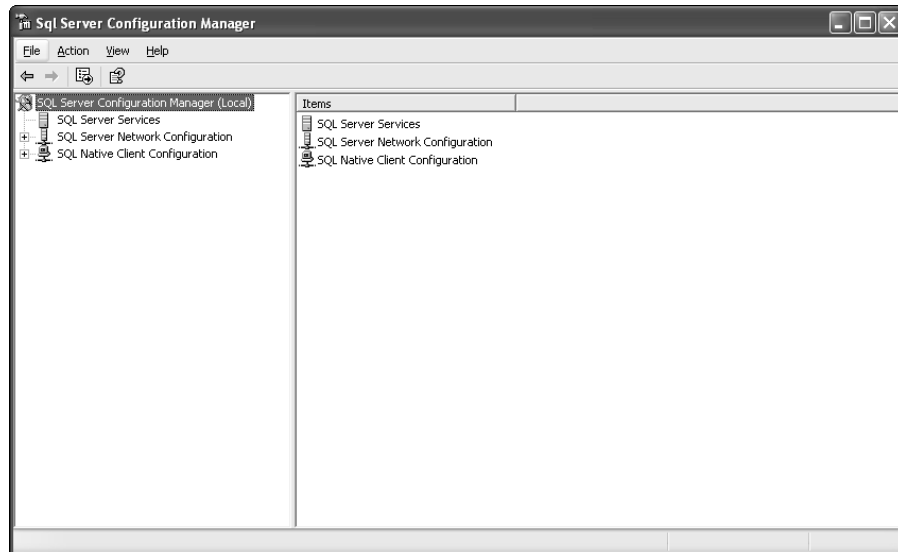 Sql Server Configuration Manager
File Action View Help
SQL Server Configuration Manager (Local)
SQL Server Services
SQL Server Network Configuration
SQL Native Client Configuration
Items
SQL Server Services
SQL Server Network Configuration
SQL Native Client Configuration